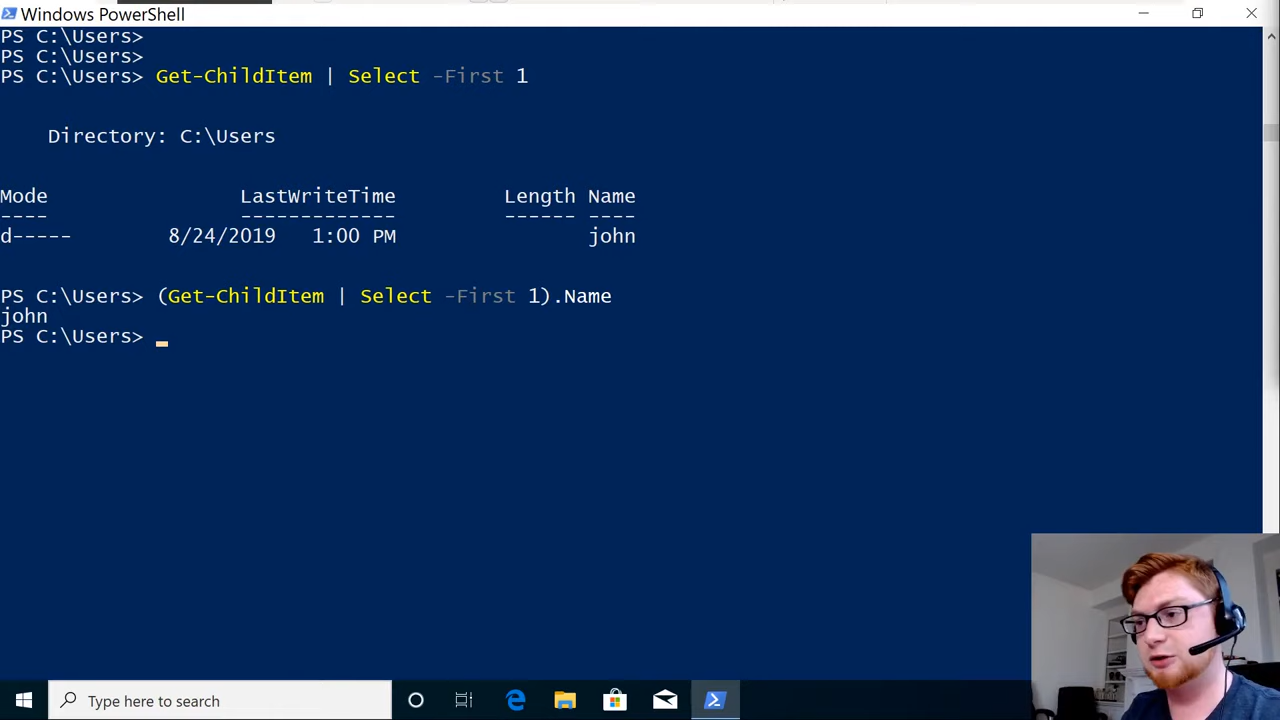 Windows PowerShell
PS C:\Users>
PS C:\Users>
PS C:\Users> Get-ChildItem | Select -First 1
Directory: C:\Users
Mode LastWriteTime Length Name
---- ------------- ------ ----
d----- 8/24/2019 1:00 PM john
PS C:\Users> (Get-ChildItem | Select -First 1).Name
john
PS C:\Users>
Type here to search